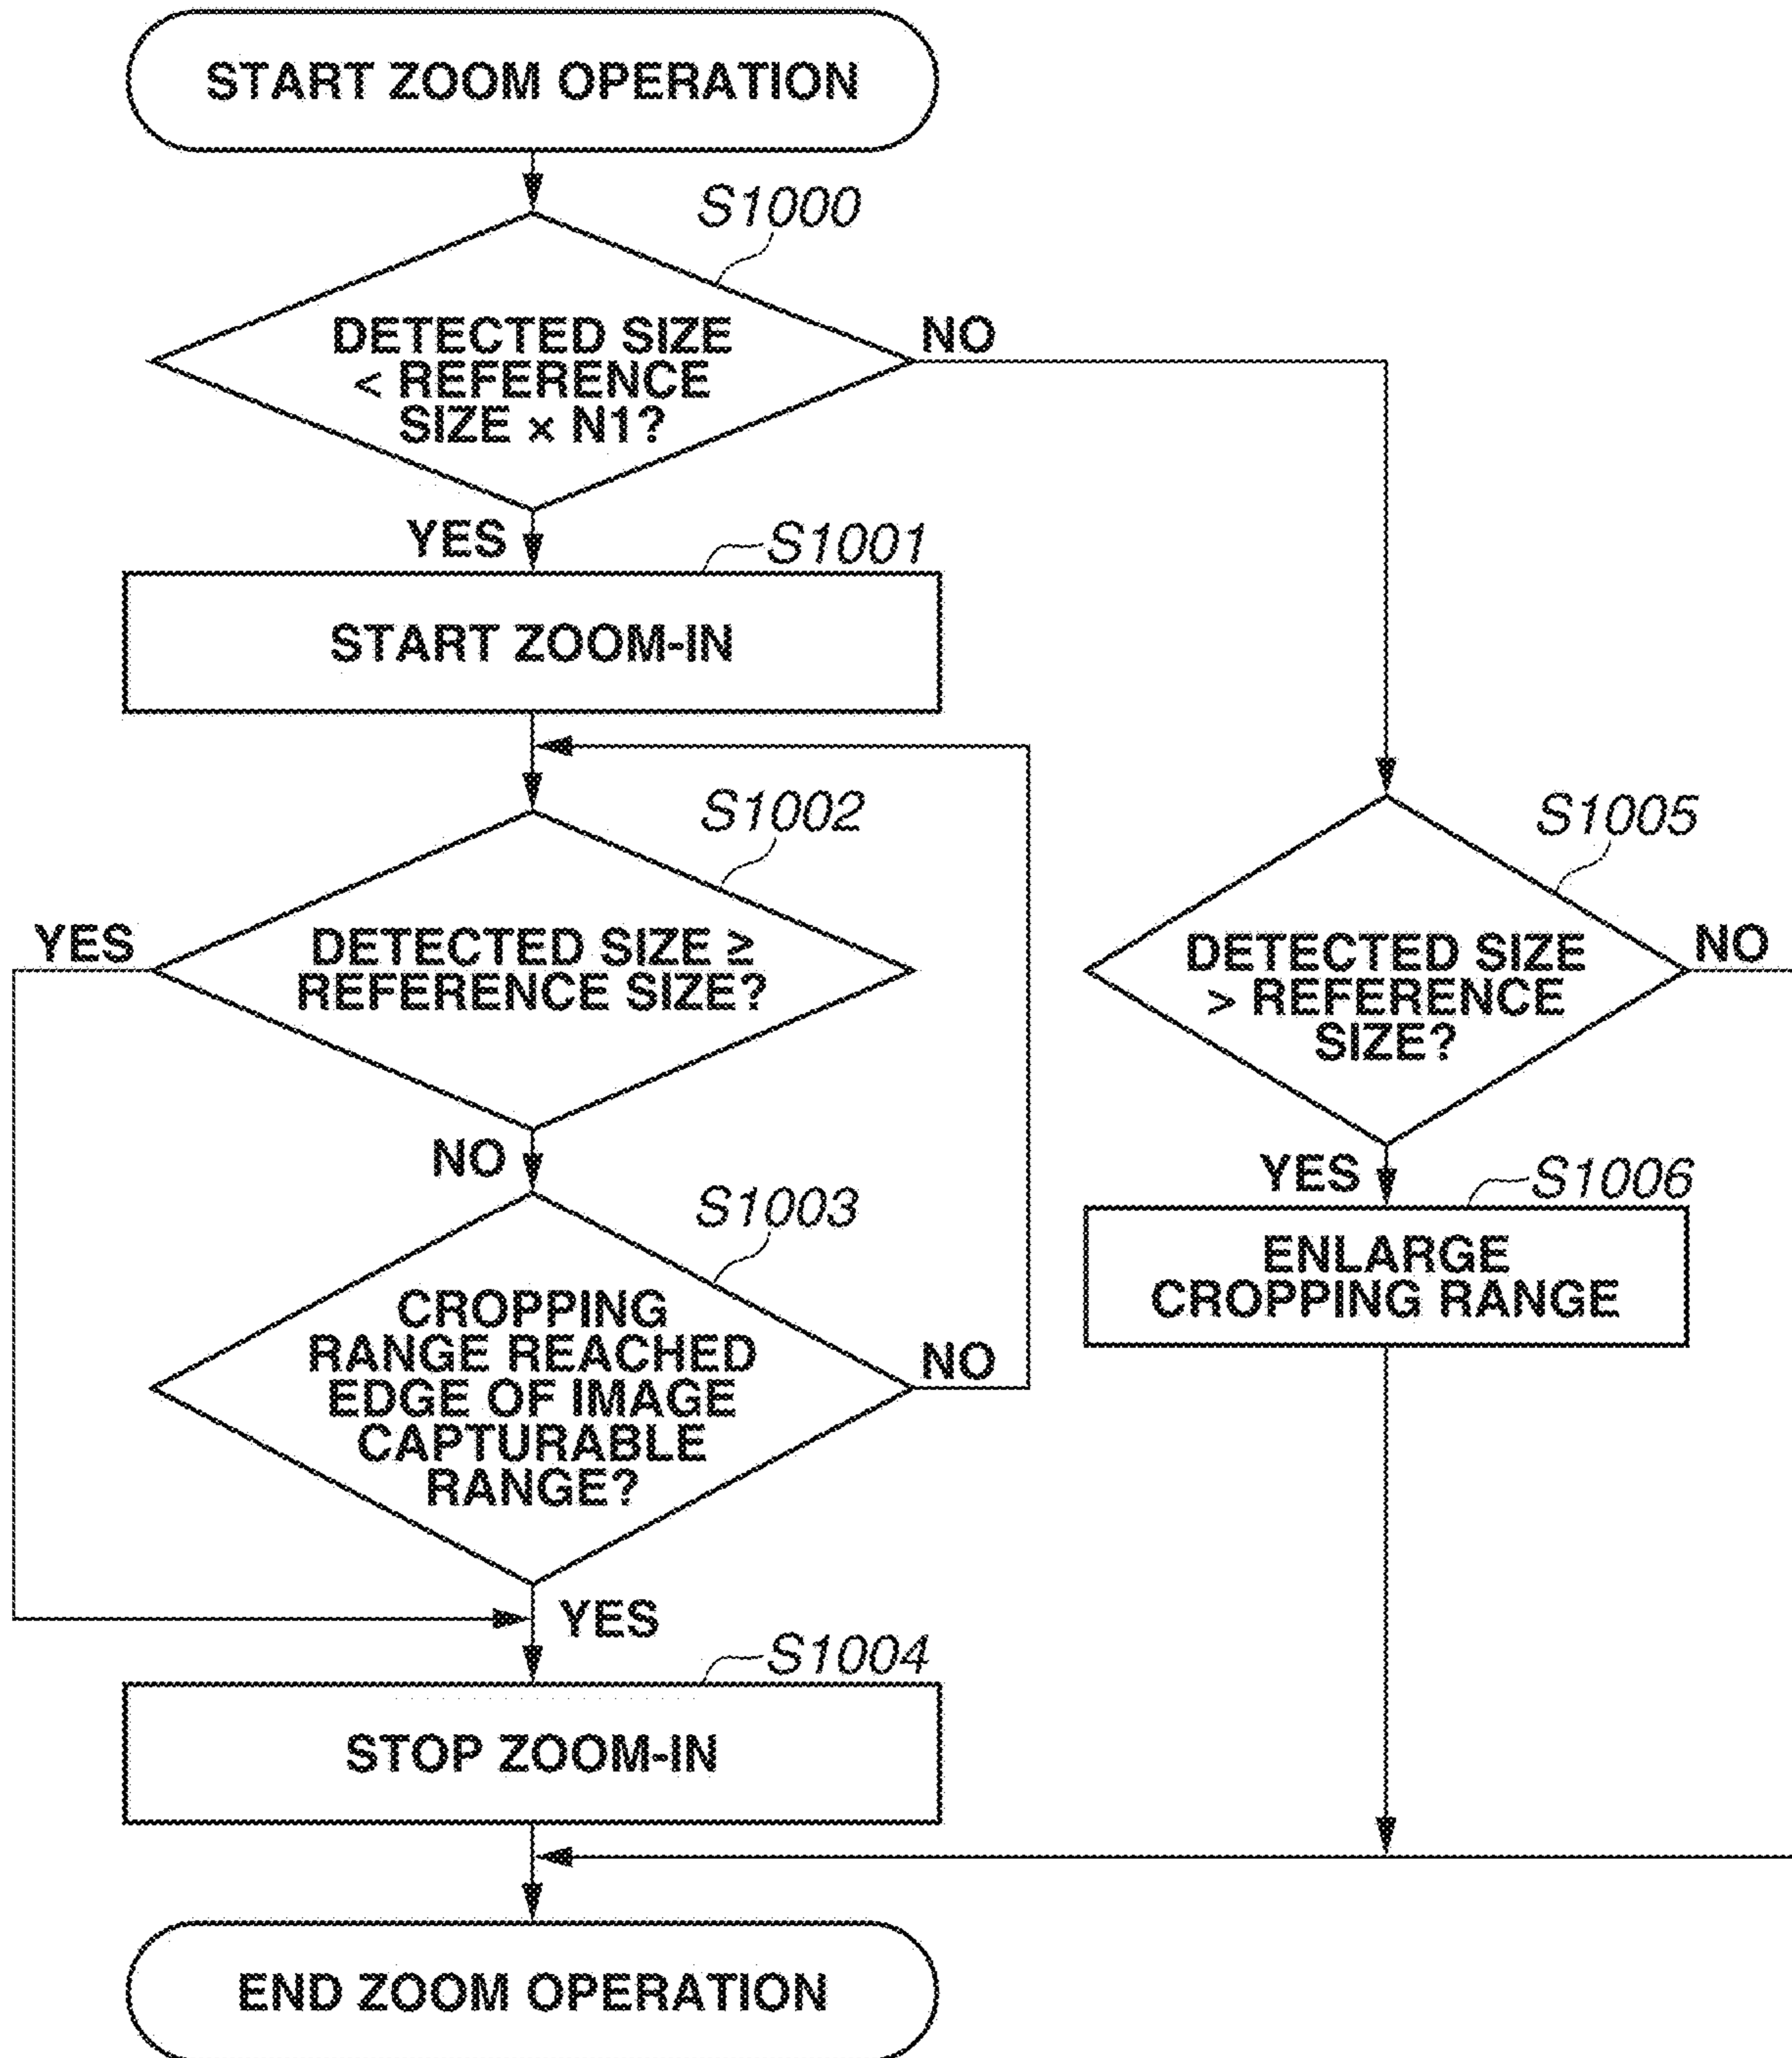 START ZOOM OPERATION
S1000
DETECTED SIZE
< REFERENCE
SIZE × N1?
NO
YES
S1001
START ZOOM-IN
S1002
DETECTED SIZE ≥
REFERENCE SIZE?
YES
NO
S1003
CROPPING
RANGE REACHED
EDGE OF IMAGE
CAPTURABLE
RANGE?
NO
YES
S1004
STOP ZOOM-IN
S1005
DETECTED SIZE
> REFERENCE
SIZE?
NO
YES
S1006
ENLARGE
CROPPING RANGE
END ZOOM OPERATION